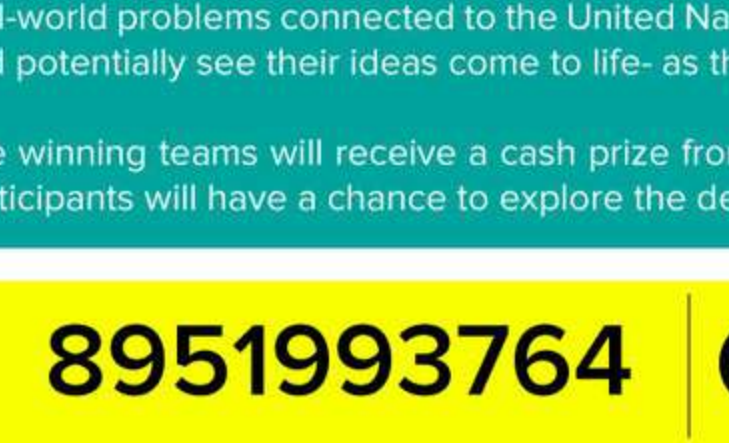 -world problems connected to the United Na
potentially see their ideas come to life- as th
winning teams will receive a cash prize fro
ticipants will have a chance to explore the de
8951993764